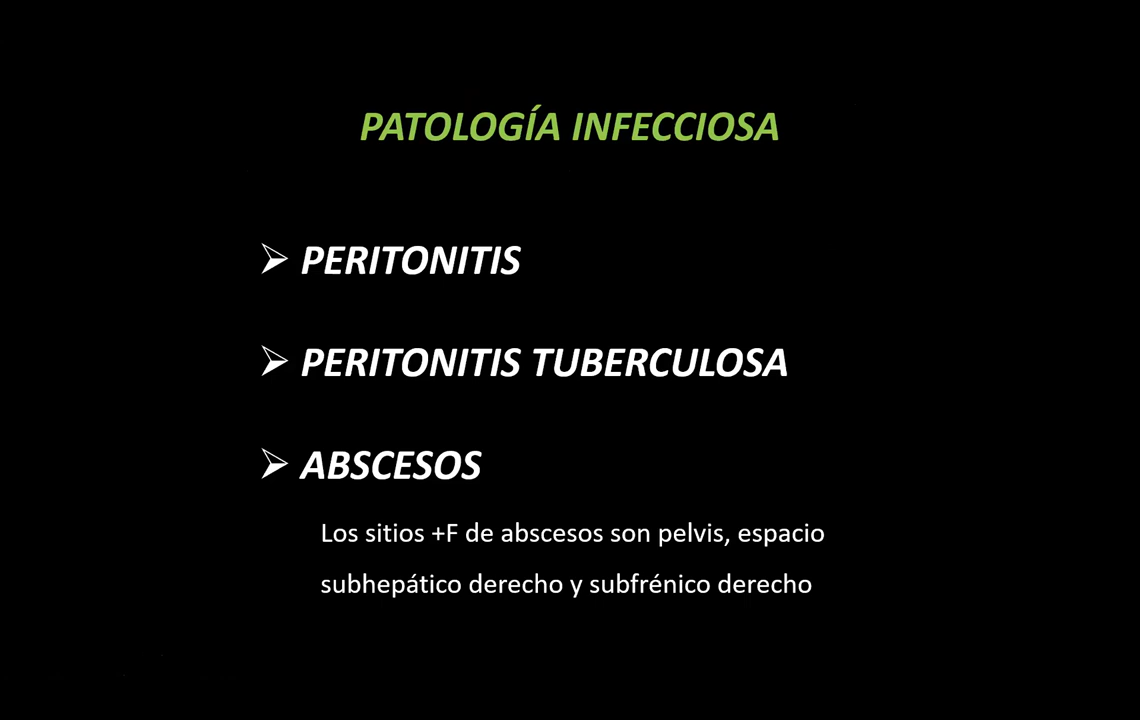 PATOLOGÍA INFECCIOSA
➢ PERITONITIS
➢ PERITONITIS TUBERCULOSA
➢ ABSCESOS
Los sitios +F de abscesos son pelvis, espacio
subhepático derecho y subfrénico derecho